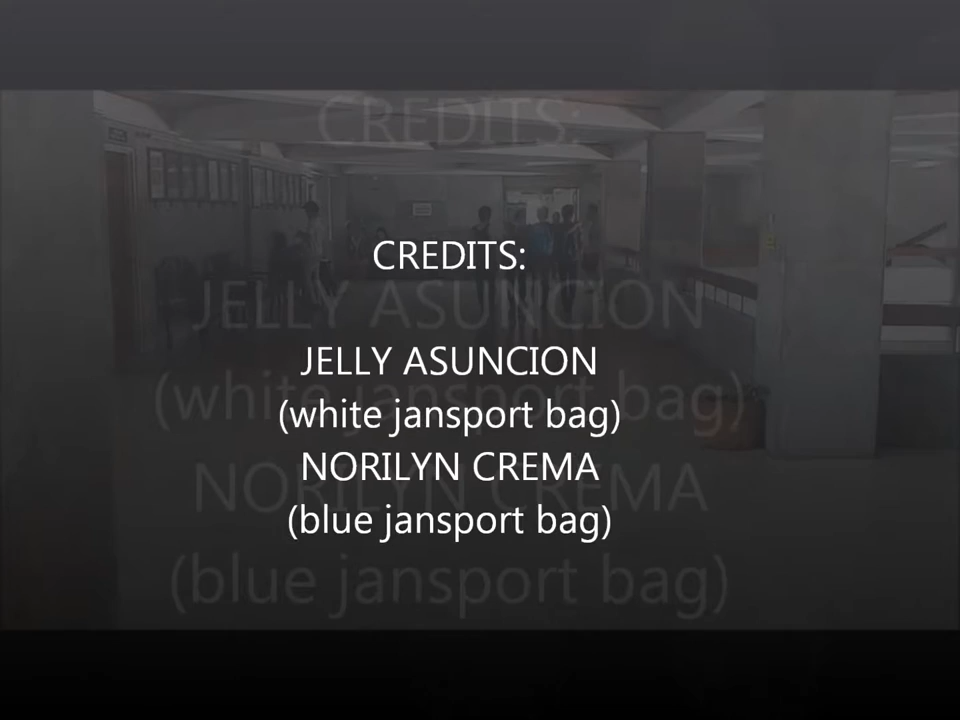 CREDITS:
JELLY ASUNCION
(white jansport bag)
NORILYN CREMA
(blue jansport bag)